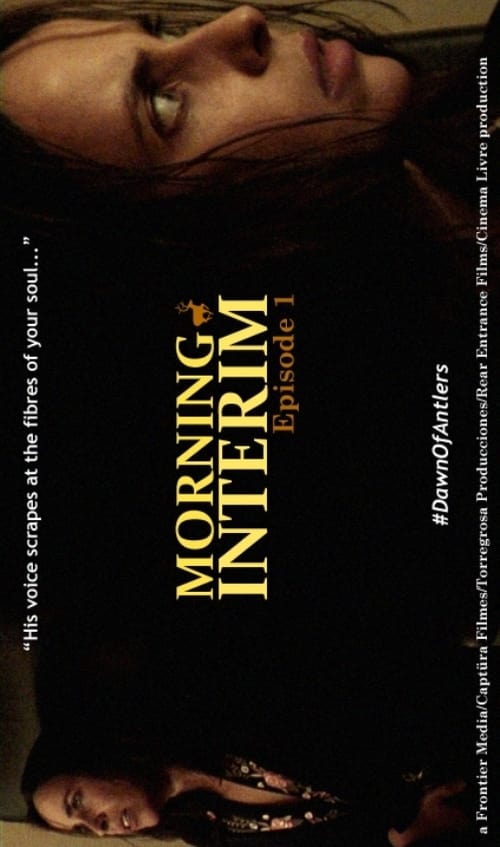 “His voice scrapes at the fibres of your soul...”
MORNING
INTERIM
Episode 1
#DawnOfAntlers
a Frontier Media/Captüra Filmes/Torregrosa Producciones/Rear Entrance Films/Cinema Livre production